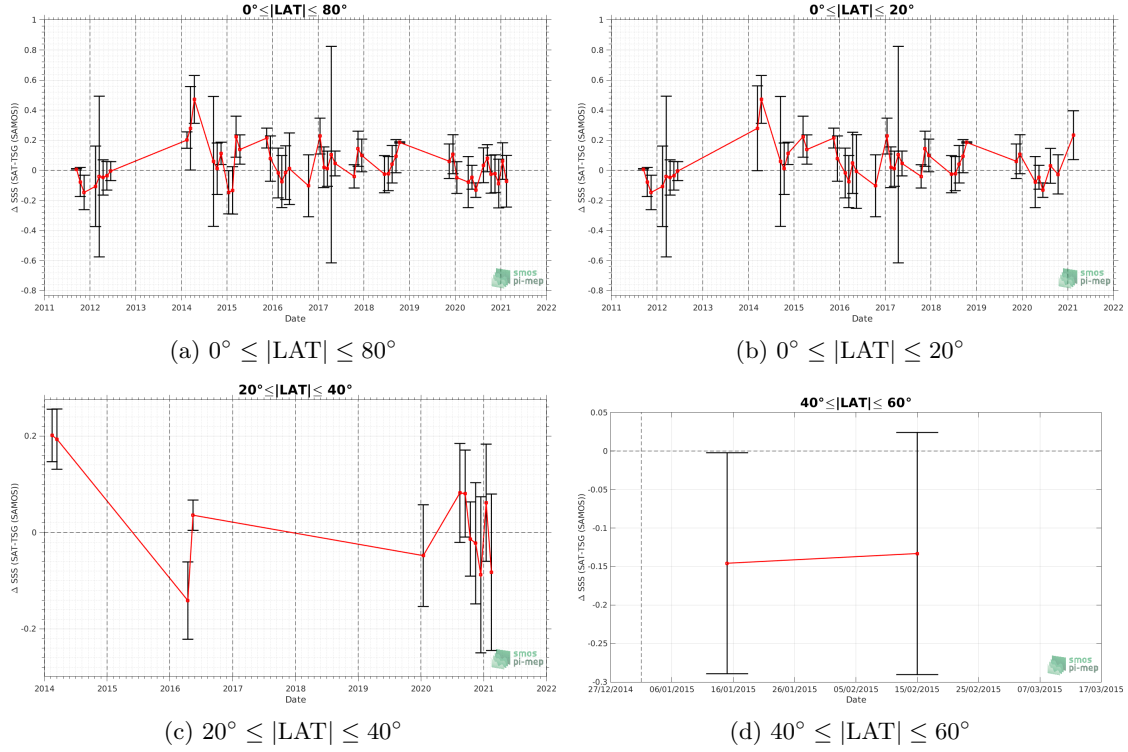 0°≤|LAT|≤ 80°
Δ SSS (SAT-TSG (SAMOS))
1
0.8
0.6
0.4
0.2
0
-0.2
-0.4
-0.6
-0.8
2011 2012 2013 2014 2015 2016 2017 2018 2019 2020 2021 2022
Date
smos
pi-mep
(a) 0° ≤ |LAT| ≤ 80°
0°≤|LAT|≤ 20°
Δ SSS (SAT-TSG (SAMOS))
1
0.8
0.6
0.4
0.2
0
-0.2
-0.4
-0.6
-0.8
2011 2012 2013 2014 2015 2016 2017 2018 2019 2020 2021 2022
Date
smos
pi-mep
(b) 0° ≤ |LAT| ≤ 20°
20°≤|LAT|≤ 40°
Δ SSS (SAT-TSG (SAMOS))
0.2
0
-0.2
2014 2015 2016 2017 2018 2019 2020 2021 2022
Date
smos
pi-mep
(c) 20° ≤ |LAT| ≤ 40°
40°≤|LAT|≤ 60°
Δ SSS (SAT-TSG (SAMOS))
0.05
0
-0.05
-0.1
-0.15
-0.2
-0.25
-0.3
27/12/2014 06/01/2015 16/01/2015 26/01/2015 05/02/2015 15/02/2015 25/02/2015 07/03/2015 17/03/2015
Date
smos
pi-mep
(d) 40° ≤ |LAT| ≤ 60°